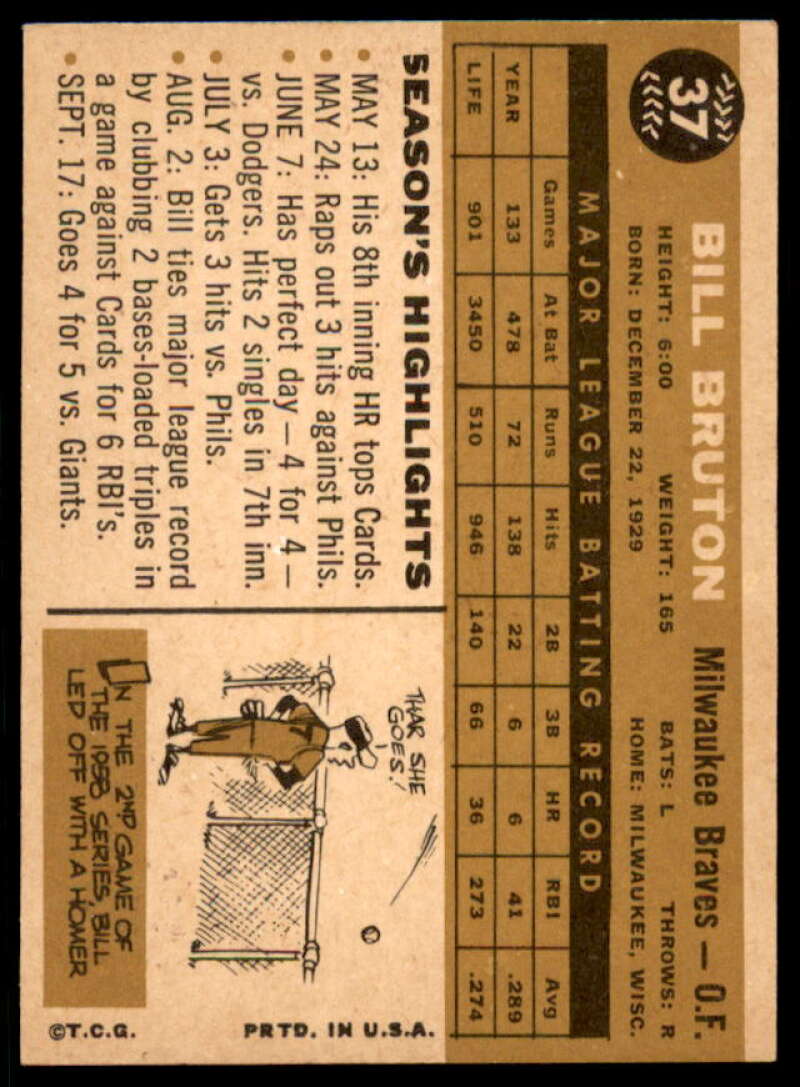 37
BILL BRUTON Milwaukee Braves — O.F.
HEIGHT: 6:00 WEIGHT: 165 BATS: L THROWS: R
BORN: DECEMBER 22, 1929 HOME: MILWAUKEE, WISC.
MAJOR LEAGUE BATTING RECORD
Games At Bat Runs Hits 2B 3B HR RBI Avg
YEAR 133 478 72 138 22 6 6 41 .289
LIFE 901 3450 510 946 140 66 36 273 .274
SEASON'S HIGHLIGHTS
• MAY 13: His 8th inning HR tops Cards.
• MAY 24: Raps out 3 hits against Phils.
• JUNE 7: Has perfect day — 4 for 4 —
vs. Dodgers. Hits 2 singles in 7th inn.
• JULY 3: Gets 3 hits vs. Phils.
• AUG. 2: Bill ties major league record
by clubbing 2 bases-loaded triples in
a game against Cards for 6 RBI's.
• SEPT. 17: Goes 4 for 5 vs. Giants.
THAR SHE
GOES!
IN THE 2ND GAME OF
THE 1958 SERIES, BILL
LED OFF WITH A HOMER
©T.C.G. PRTD. IN U.S.A.